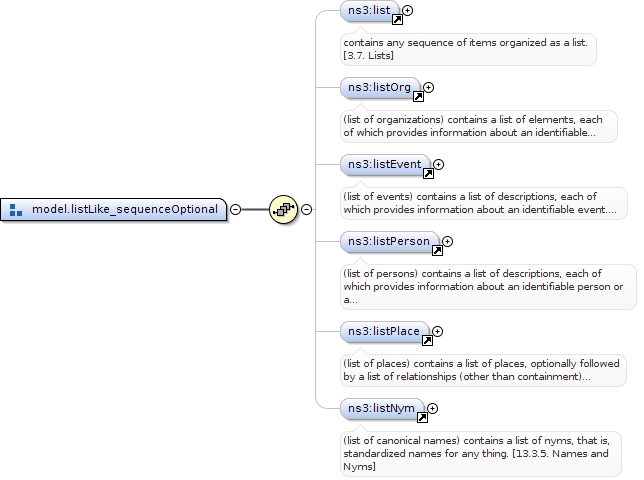 ns3:list
contains any sequence of items organized as a list.
[3.7. Lists]
ns3:listOrg
(list of organizations) contains a list of elements, each
of which provides information about an identifiable...
ns3:listEvent
(list of events) contains a list of descriptions, each of
which provides information about an identifiable event....
model.listLike_sequenceOptional
ns3:listPerson
(list of persons) contains a list of descriptions, each of
which provides information about an identifiable person or
a...
ns3:listPlace
(list of places) contains a list of places, optionally followed
by a list of relationships (other than containment)...
ns3:listNym
(list of canonical names) contains a list of nyms, that is,
standardized names for any thing. [13.3.5. Names and
Nyms]